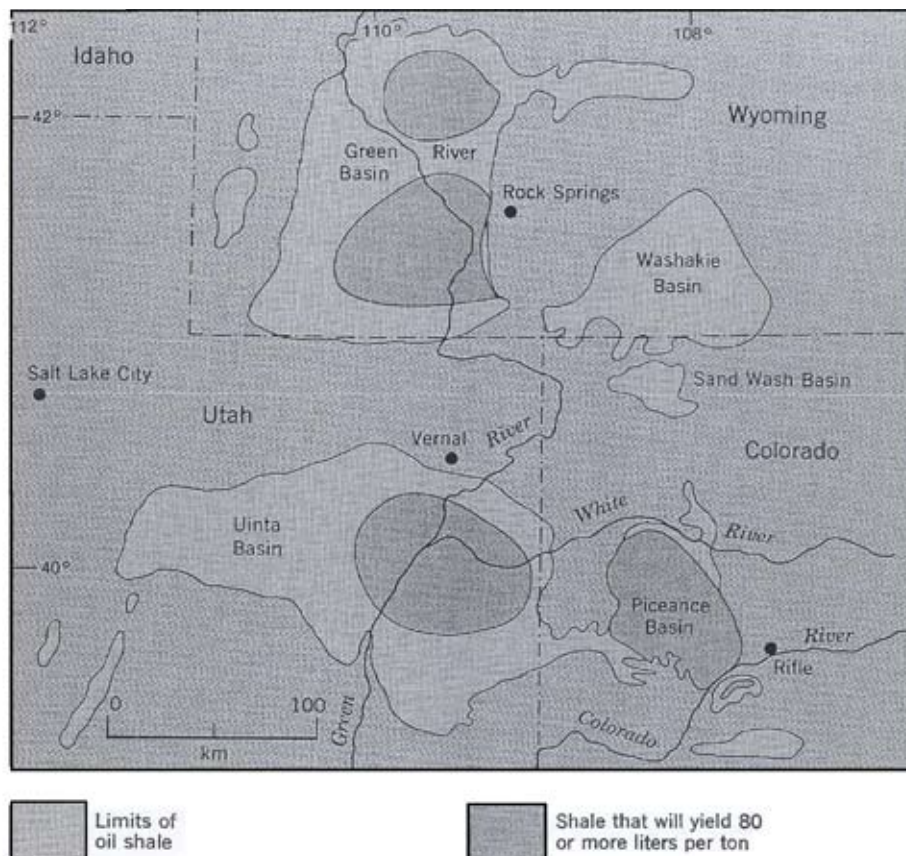 112°
110°
108°
Idaho
42°
Wyoming
Green
River
Basin
Rock Springs
Washakie
Basin
Salt Lake City
Sand Wash Basin
Utah
Vernal
River
Colorado
Uinta
Basin
White
River
40°
Piceance
Basin
River
Rifle
0
100
km
Green
Colorado
Limits of
oil shale
Shale that will yield 80
or more liters per ton